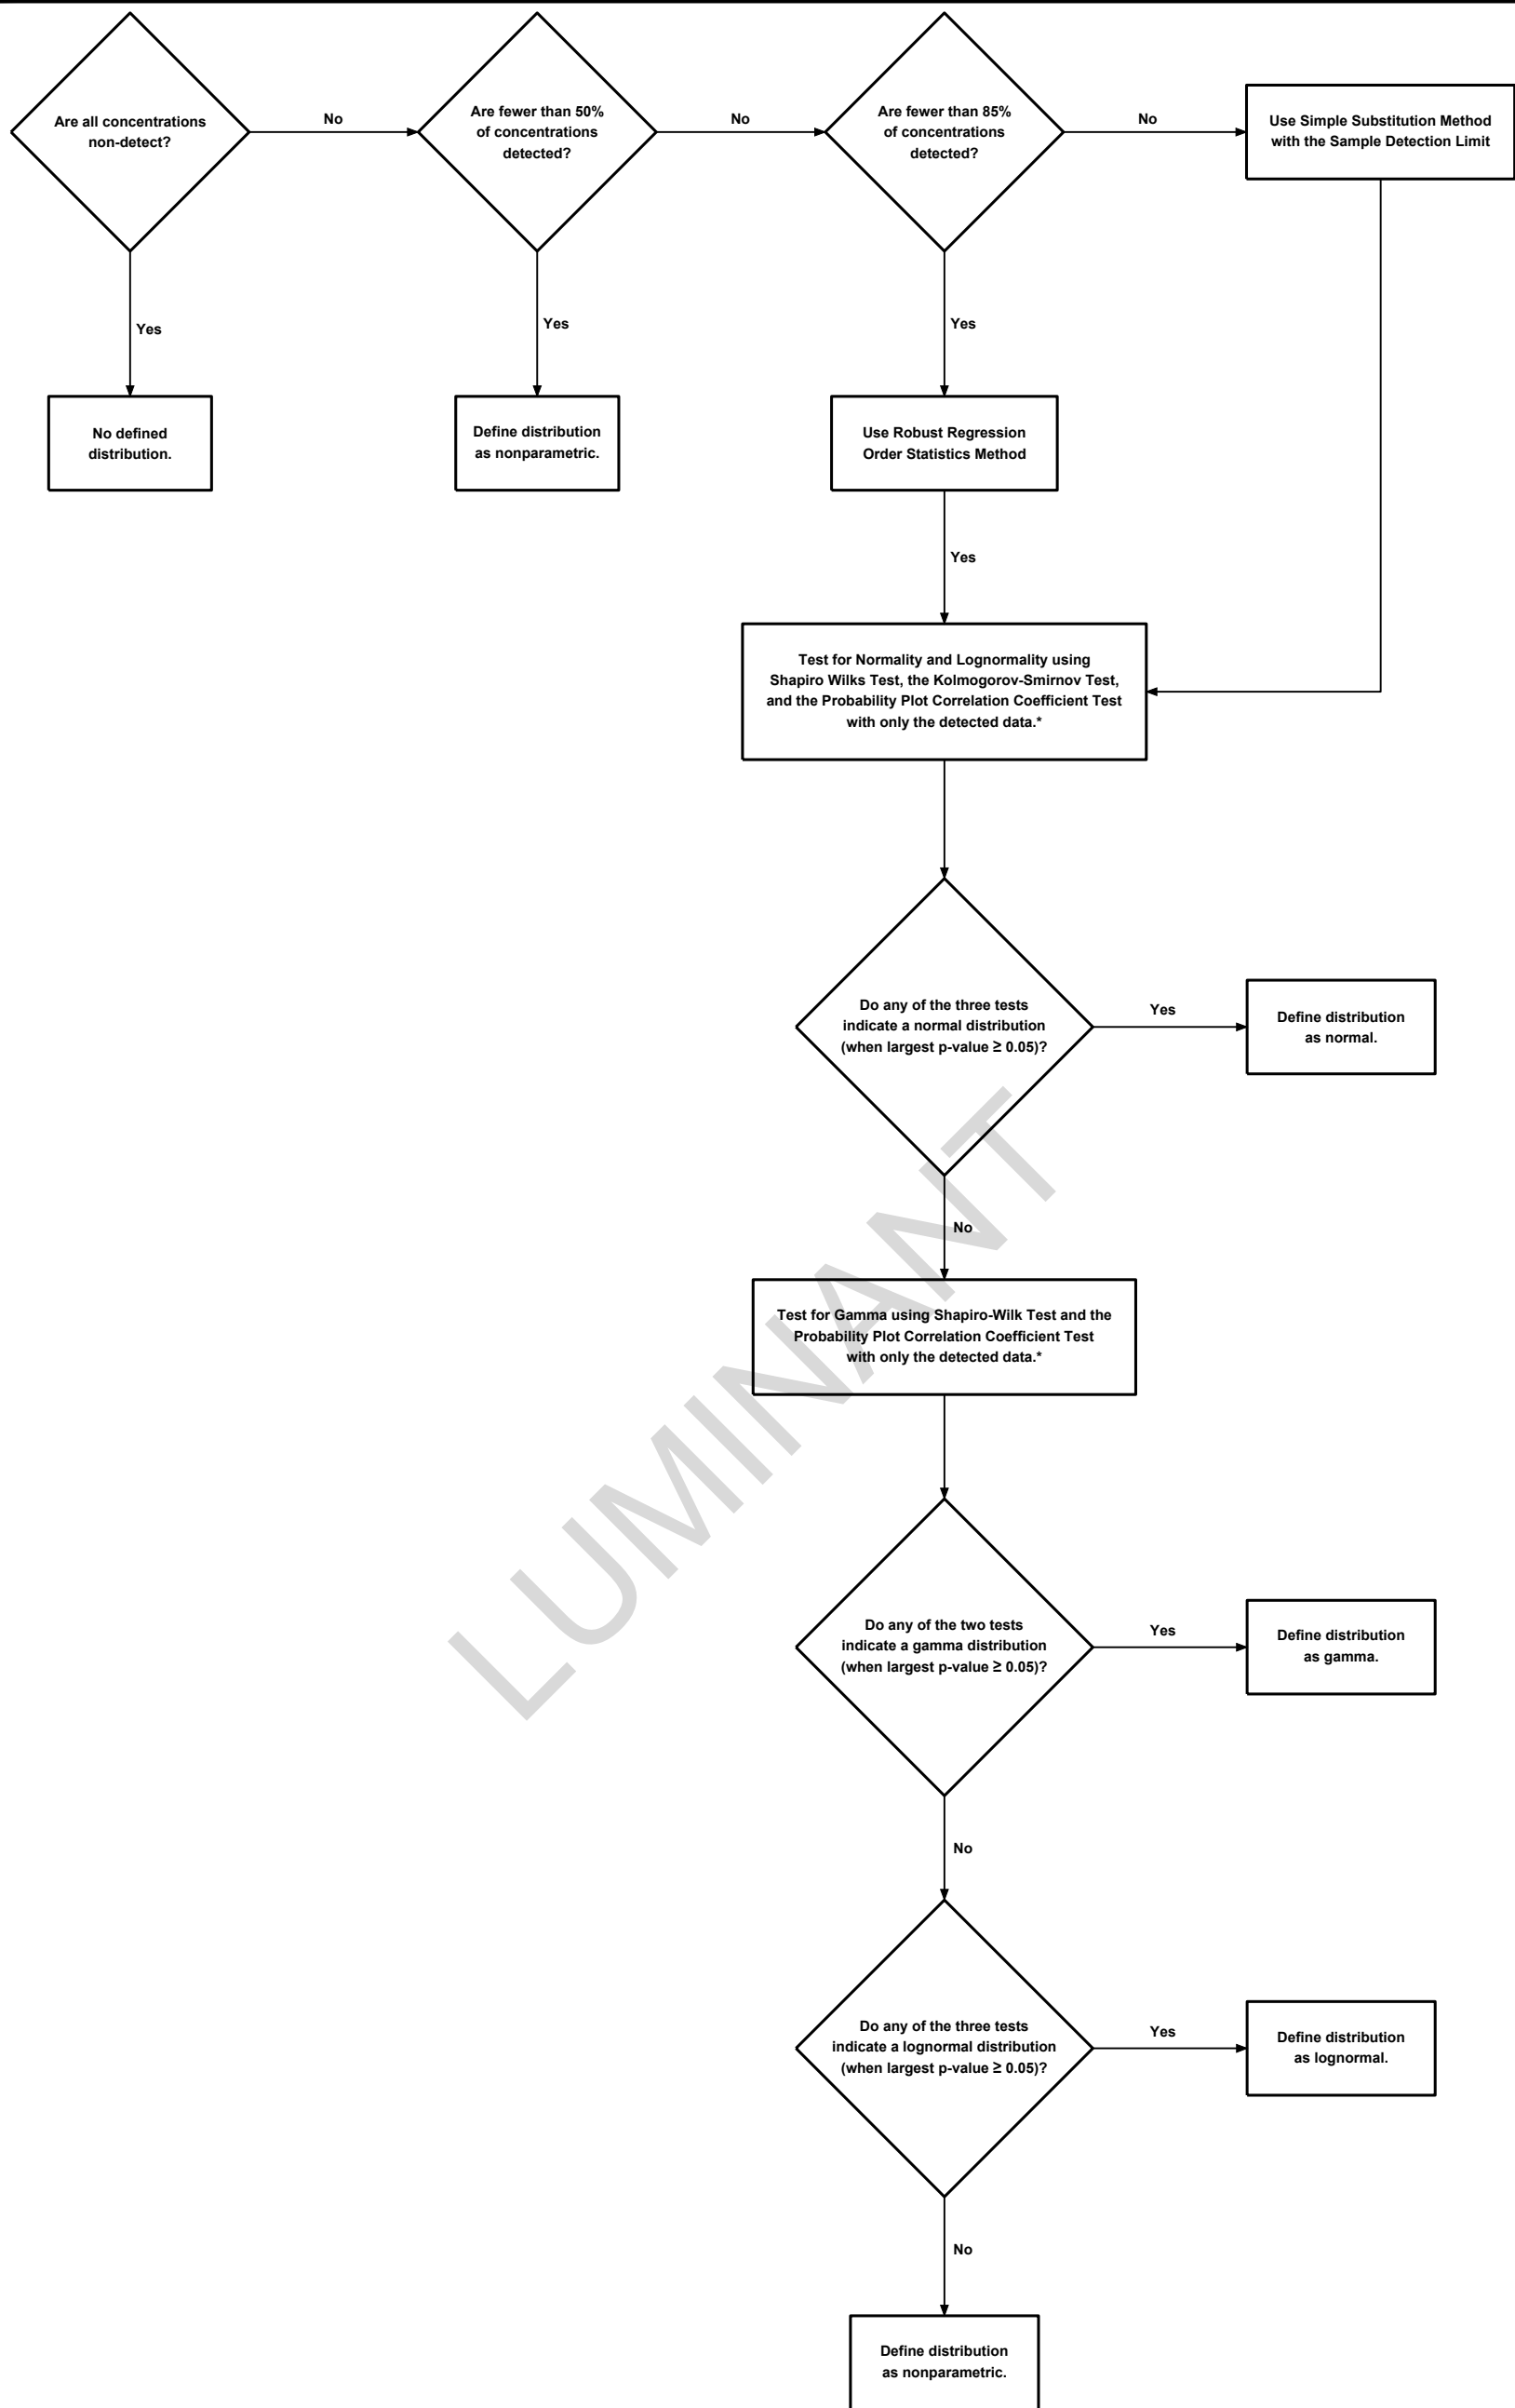 Are all concentrations
non-detect?
No
Are fewer than 50%
of concentrations
detected?
No
Are fewer than 85%
of concentrations
detected?
No
Use Simple Substitution Method
with the Sample Detection Limit
Yes
Yes
Yes
No defined
distribution.
Define distribution
as nonparametric.
Use Robust Regression
Order Statistics Method
Yes
Test for Normality and Lognormality using
Shapiro Wilks Test, the Kolmogorov-Smirnov Test,
and the Probability Plot Correlation Coefficient Test
with only the detected data.*
Do any of the three tests
indicate a normal distribution
(when largest p-value ≥ 0.05)?
Yes
Define distribution
as normal.
No
Test for Gamma using Shapiro-Wilk Test and the
Probability Plot Correlation Coefficient Test
with only the detected data.*
LUMINANT
Do any of the two tests
indicate a gamma distribution
(when largest p-value ≥ 0.05)?
Yes
Define distribution
as gamma.
No
Do any of the three tests
indicate a lognormal distribution
(when largest p-value ≥ 0.05)?
Yes
Define distribution
as lognormal.
No
Define distribution
as nonparametric.